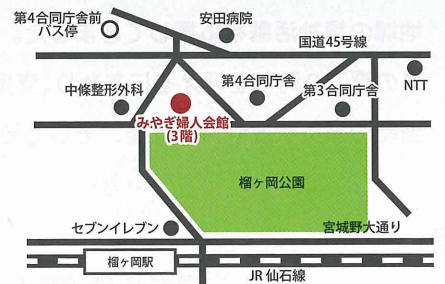 第4合同庁舎前
バス停
安田病院
国道45号線
中條整形外科
第4合同庁舎
第3合同庁舎
NTT
みやぎ婦人会館
(3階)
榴ヶ岡公園
セブンイレブン
宮城野大通り
榴ヶ岡駅
JR 仙石線